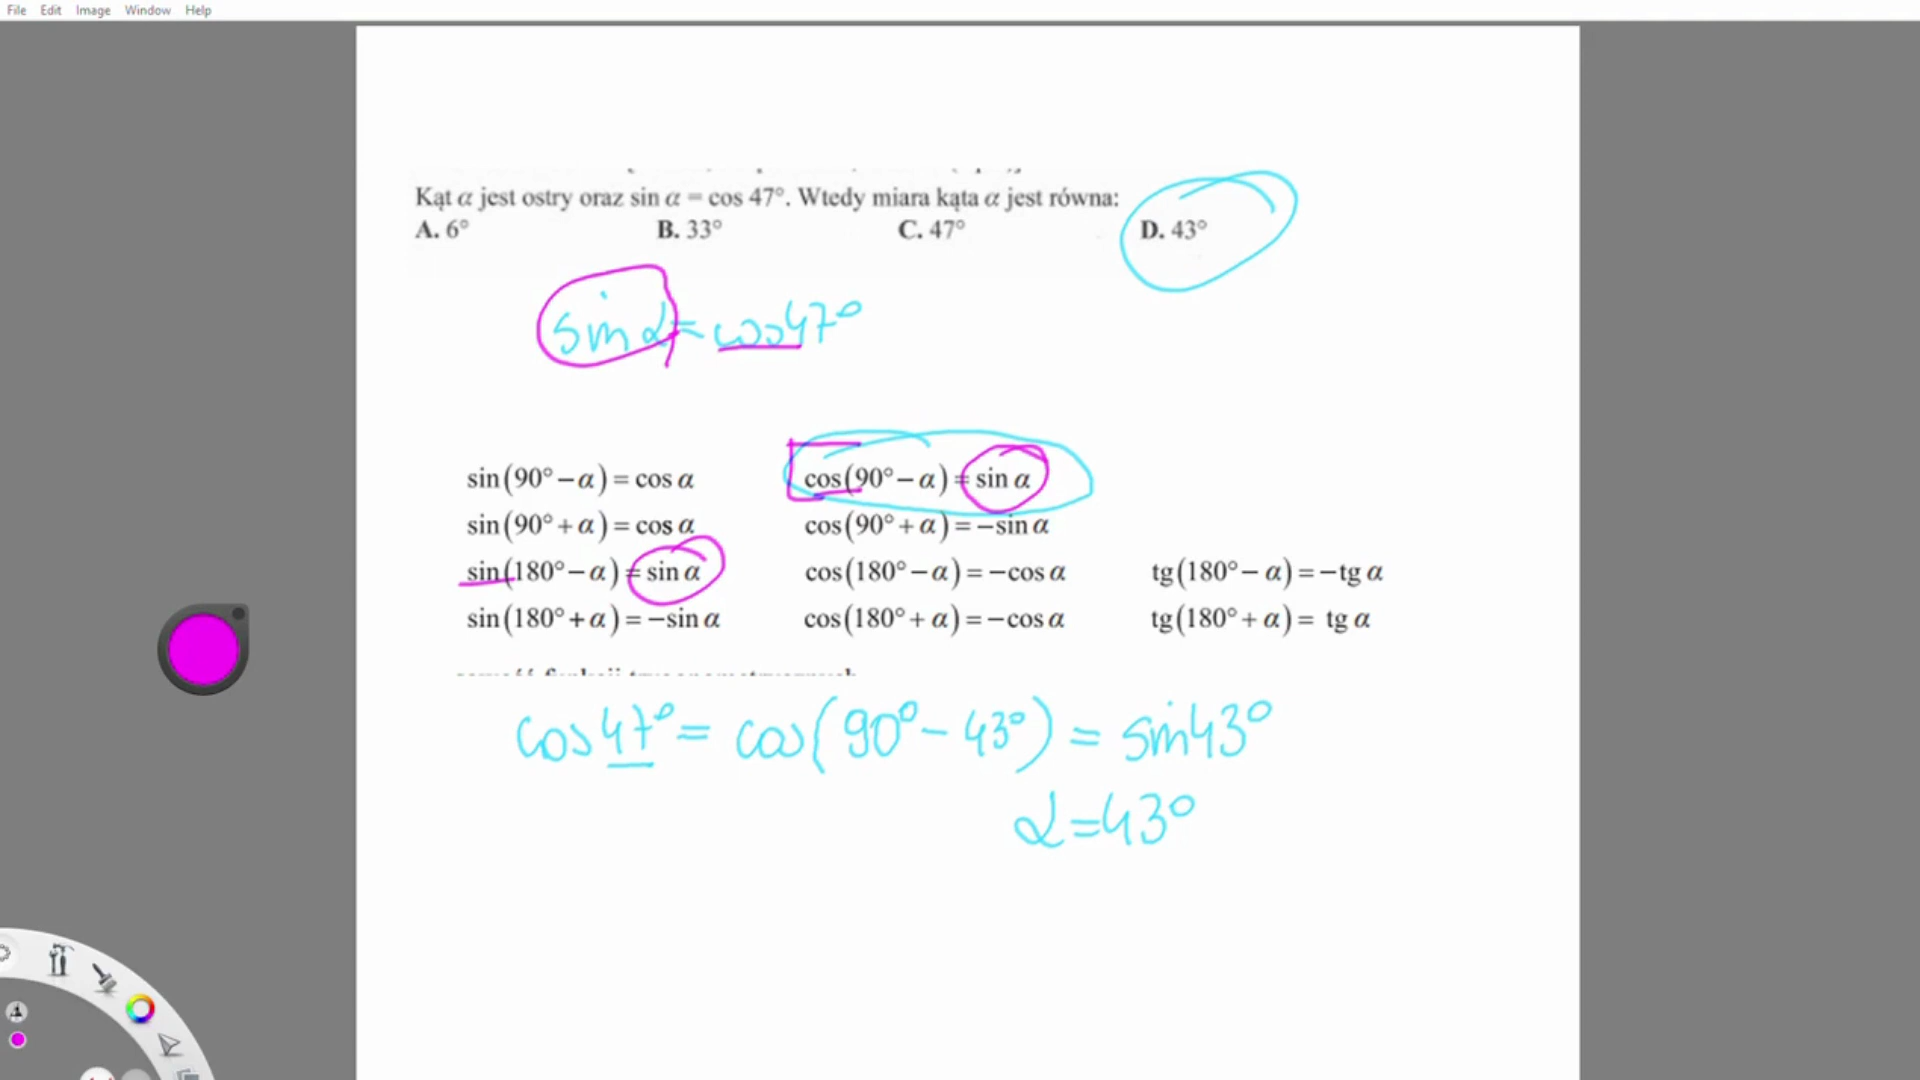 File Edit Image Window Help
Kąt α jest ostry oraz sin α = cos 47°. Wtedy miara kąta α jest równa:
A. 6° B. 33° C. 47° D. 43°
sin α = cos 47°
sin(90° − α) = cos α cos(90° − α) = sin α
sin(90° + α) = cos α cos(90° + α) = −sin α
sin(180° − α) = sin α cos(180° − α) = −cos α tg(180° − α) = −tg α
sin(180° + α) = −sin α cos(180° + α) = −cos α tg(180° + α) = tg α
cos 47° = cos(90° − 43°) = sin 43°
α = 43°